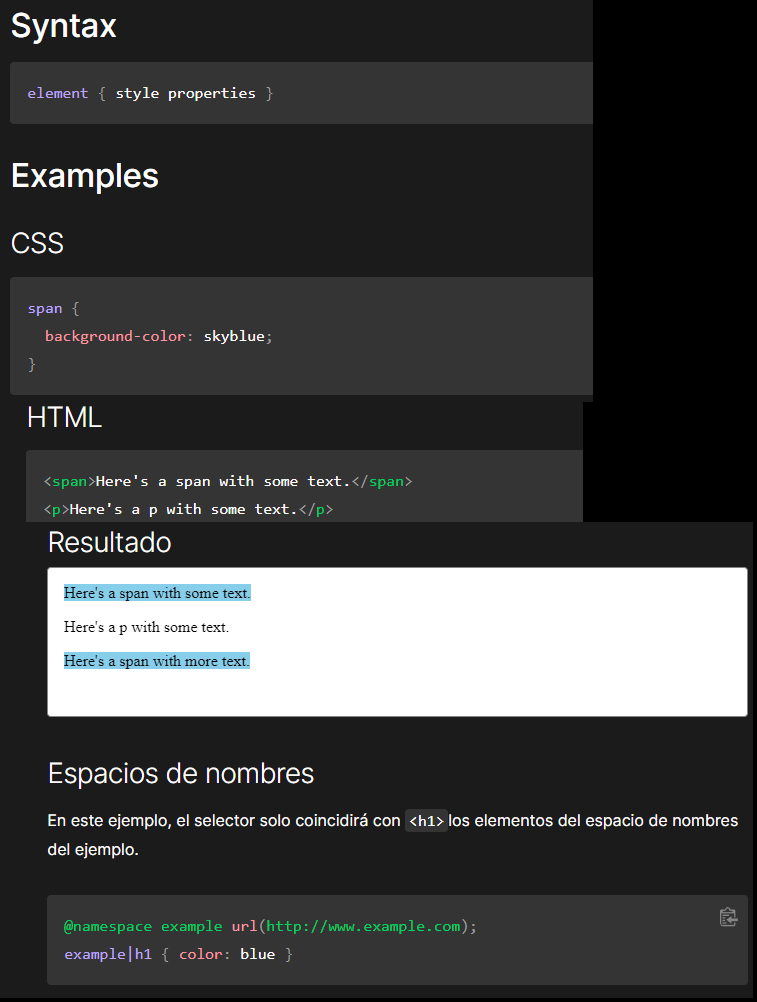 Syntax
element { style properties }
Examples
CSS
span {
  background-color: skyblue;
}
HTML
<span>Here's a span with some text.</span>
<p>Here's a p with some text.</p>
Resultado
Here's a span with some text.
Here's a p with some text.
Here's a span with more text.
Espacios de nombres
En este ejemplo, el selector solo coincidirá con <h1> los elementos del espacio de nombres
del ejemplo.
@namespace example url(http://www.example.com);
example|h1 { color: blue }